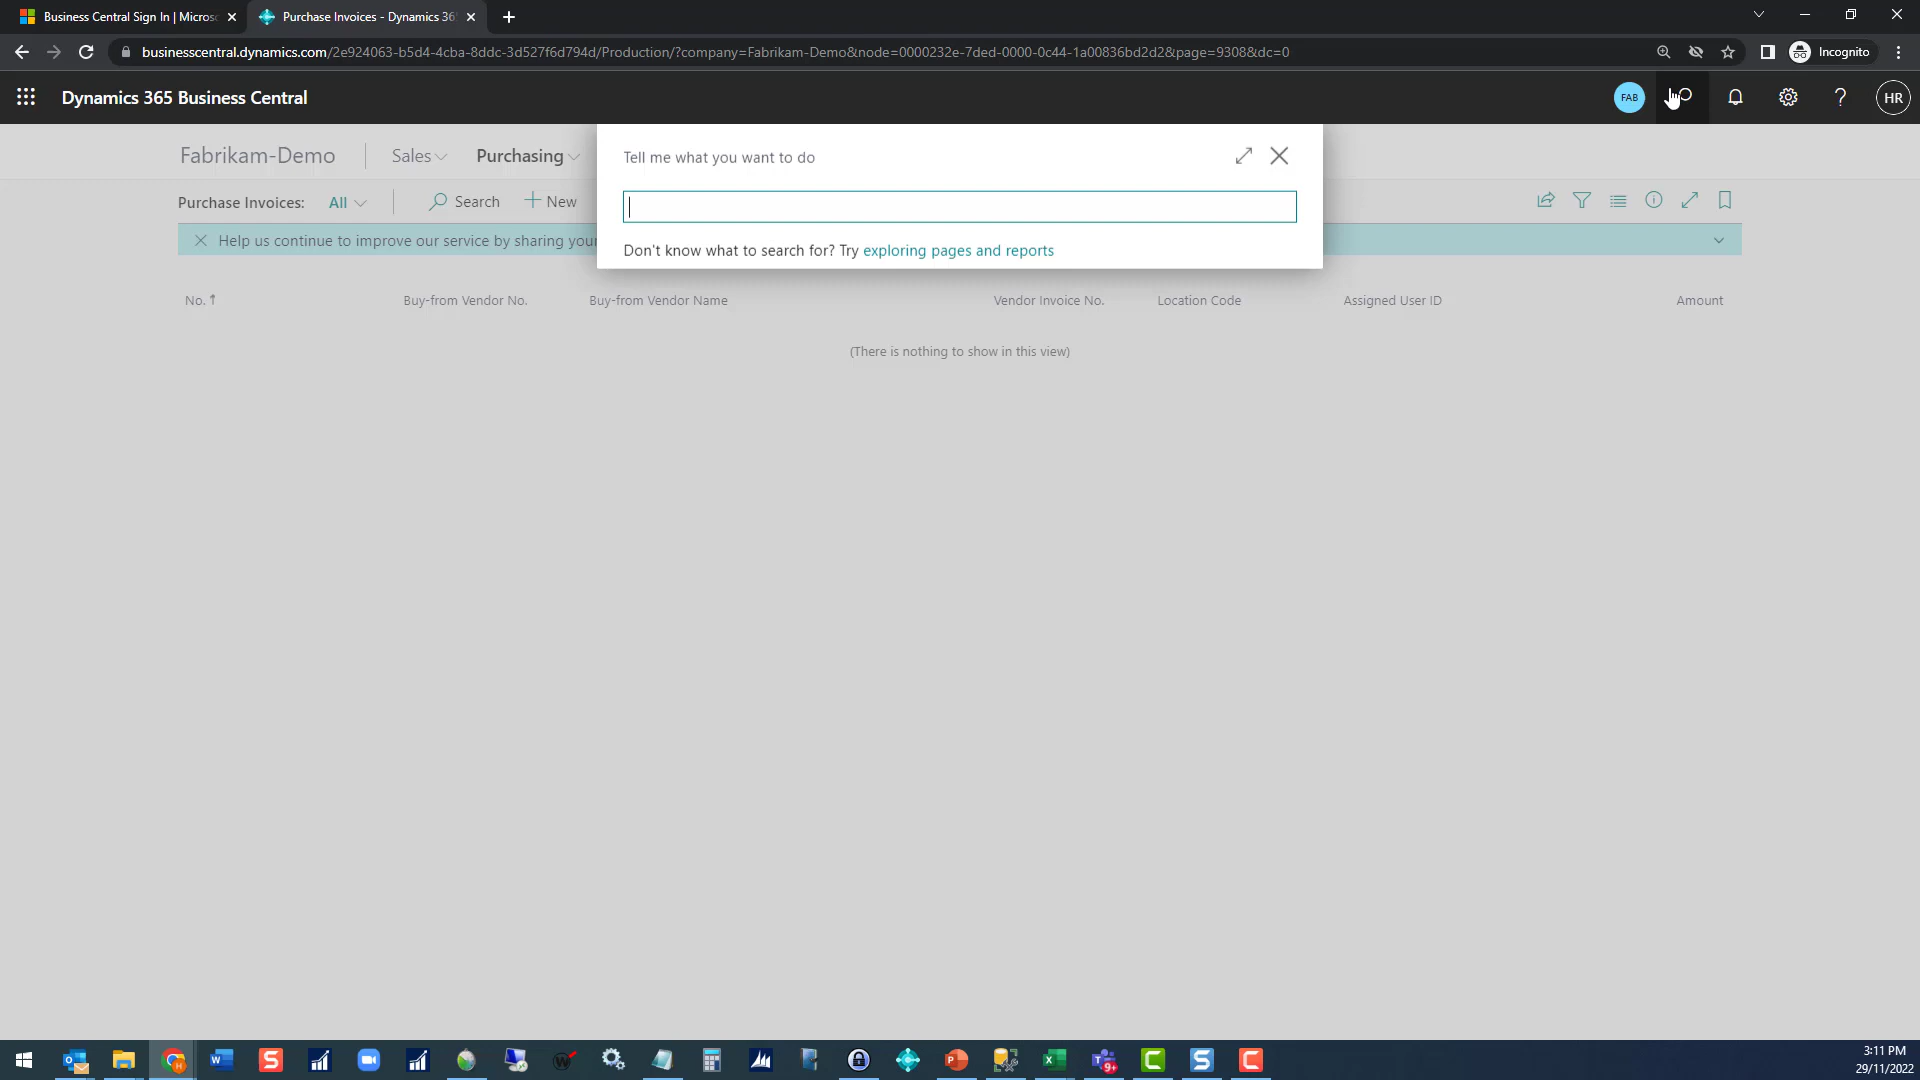 Business Central Sign In | Micros
Purchase Invoices - Dynamics 36
businesscentral.dynamics.com/2e924063-b5d4-4cba-8ddc-3d527f6d794d/Production/?company=Fabrikam-Demo&node=0000232e-7ded-0000-0c44-1a00836bd2d2&page=9308&dc=0
Incognito
Dynamics 365 Business Central
FAB
HR
Fabrikam-Demo
Sales
Purchasing
Tell me what you want to do
Purchase Invoices:
All
Search
New
Help us continue to improve our service by sharing your
Don't know what to search for? Try exploring pages and reports
No.
Buy-from Vendor No.
Buy-from Vendor Name
Vendor Invoice No.
Location Code
Assigned User ID
Amount
(There is nothing to show in this view)
9+
3:11 PM
29/11/2022